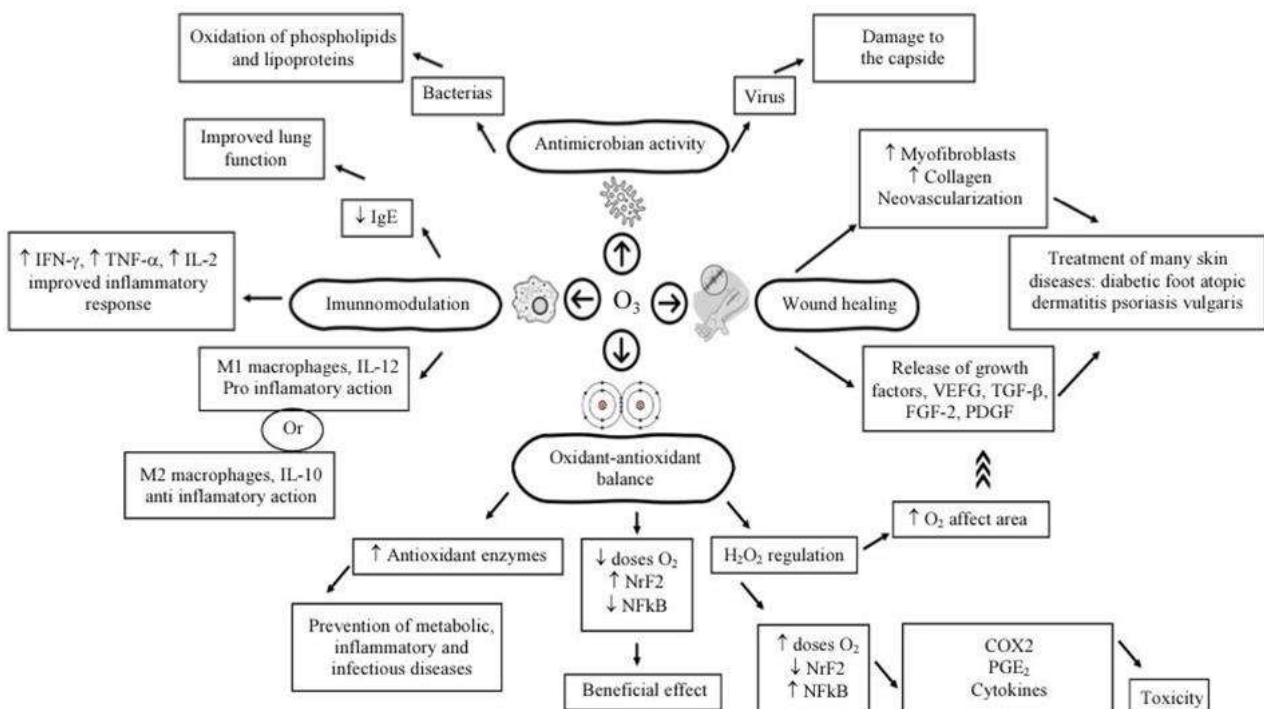 Oxidation of phospholipids
and lipoproteins
Damage to
the capside
Bacterias
Virus
Antimicrobian activity
Improved lung
function
↑ Myofibroblasts
↑ Collagen
Neovascularization
↓ IgE
↑ IFN-γ, ↑ TNF-α, ↑ IL-2
improved inflammatory
response
Imunnomodulation
O₃
Wound healing
Treatment of many skin
diseases: diabetic foot atopic
dermatitis psoriasis vulgaris
M1 macrophages, IL-12
Pro inflamatory action
Or
M2 macrophages, IL-10
anti inflamatory action
Release of growth
factors, VEFG, TGF-β,
FGF-2, PDGF
Oxidant-antioxidant
balance
↑ O₂ affect area
↑ Antioxidant enzymes
↓ doses O₂
↑ NrF2
↓ NFkB
H₂O₂ regulation
Prevention of metabolic,
inflammatory and
infectious diseases
Beneficial effect
↑ doses O₂
↓ NrF2
↑ NFkB
COX2
PGE₂
Cytokines
Toxicity